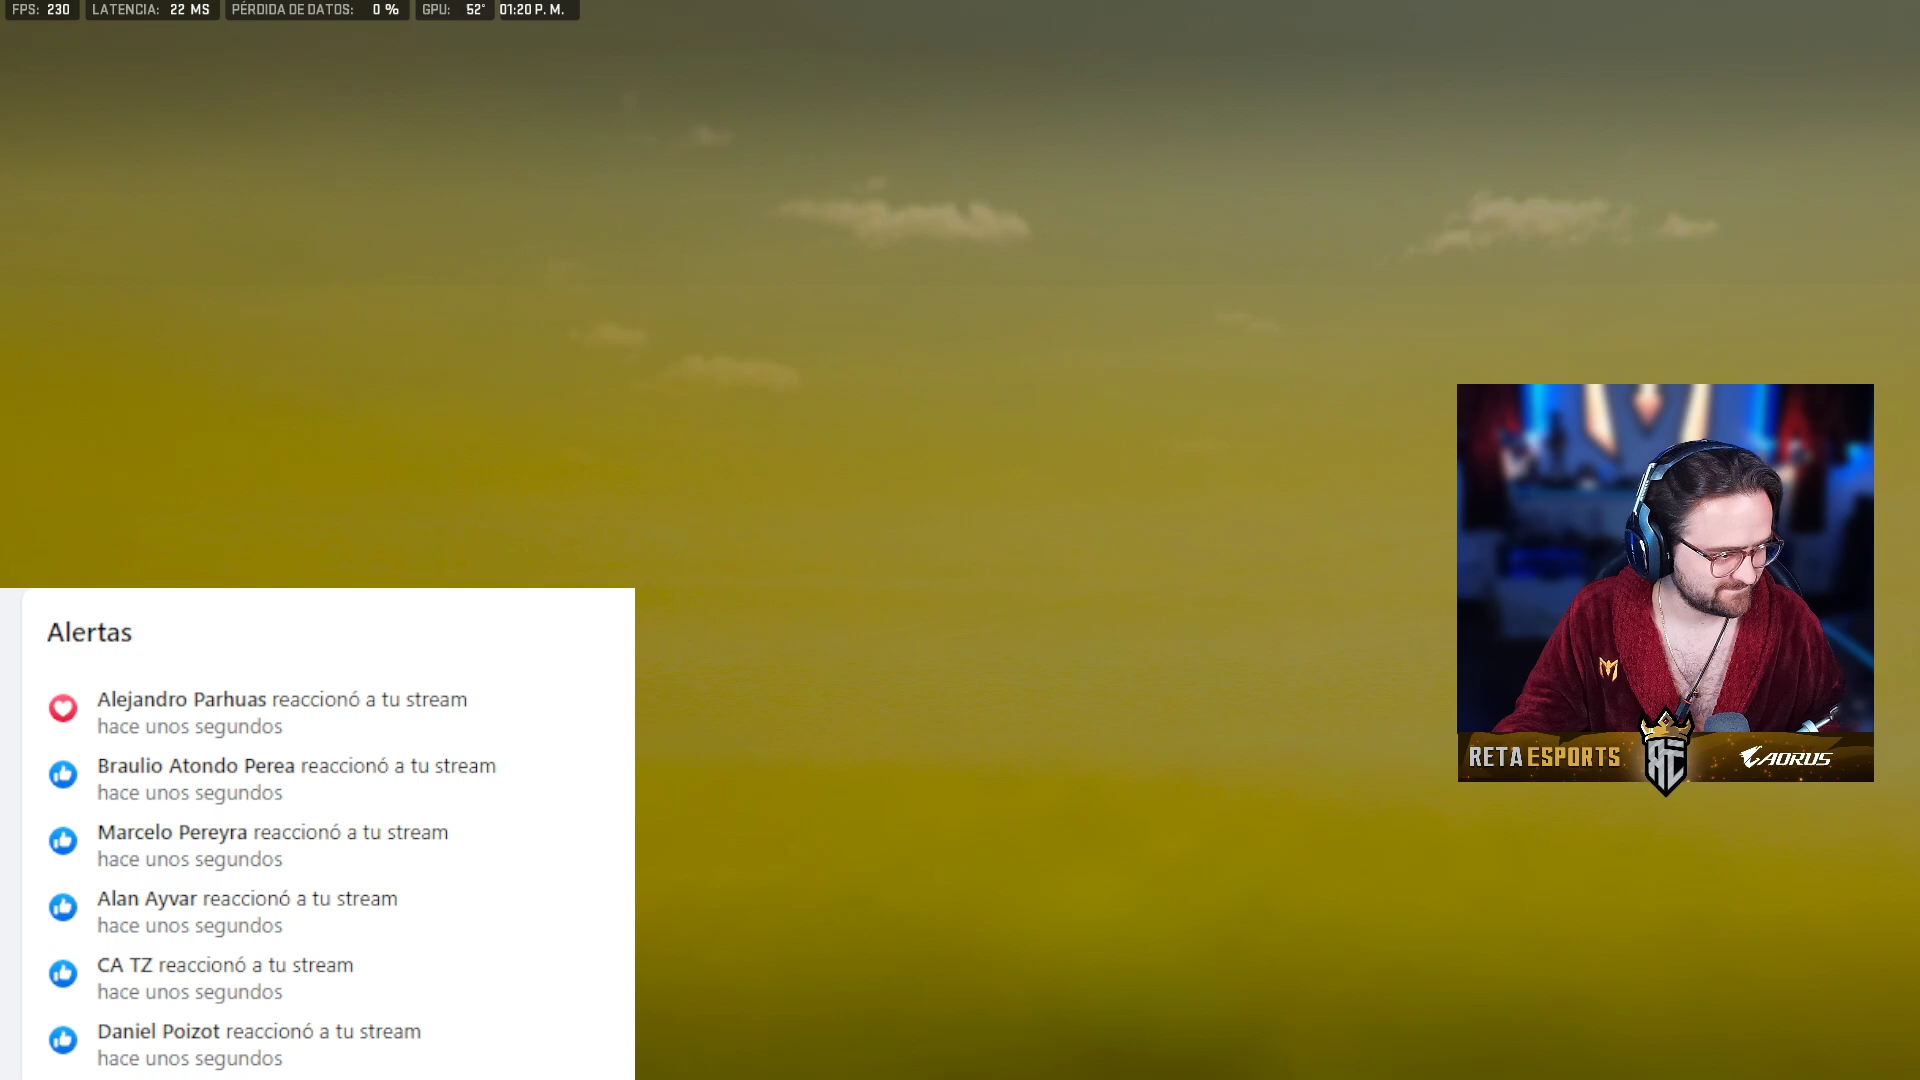 FPS: 230 LATENCIA: 22 MS PÉRDIDA DE DATOS: 0 % GPU: 52° 01:20 P. M.
Alertas
Alejandro Parhuas reaccionó a tu stream
hace unos segundos
Braulio Atondo Perea reaccionó a tu stream
hace unos segundos
Marcelo Pereyra reaccionó a tu stream
hace unos segundos
Alan Ayvar reaccionó a tu stream
hace unos segundos
CA TZ reaccionó a tu stream
hace unos segundos
Daniel Poizot reaccionó a tu stream
hace unos segundos
RETA ESPORTS RE AORUS